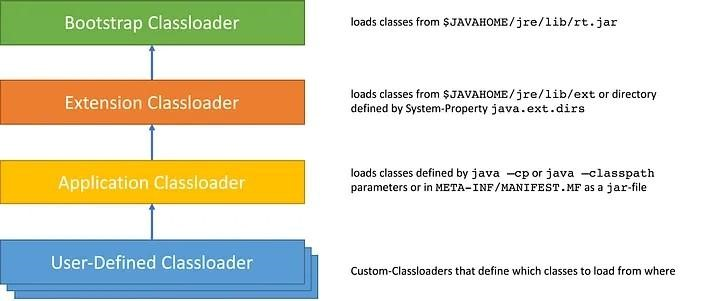 Bootstrap Classloader
loads classes from $JAVAHOME/jre/lib/rt.jar
Extension Classloader
loads classes from $JAVAHOME/jre/lib/ext or directory
defined by System-Property java.ext.dirs
Application Classloader
loads classes defined by java –cp or java –classpath
parameters or in META-INF/MANIFEST.MF as a jar-file
User-Defined Classloader
Custom-Classloaders that define which classes to load from where